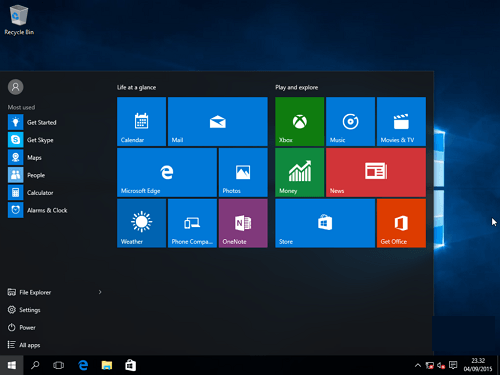 Recycle Bin
Life at a glance
Play and explore
Most used
Get Started
Get Skype
Maps
People
Calculator
Alarms & Clock
Calendar
Mail
Xbox
Music
Movies & TV
Microsoft Edge
Photos
Money
News
Weather
Phone Compa...
OneNote
Store
Get Office
File Explorer
Settings
Power
All apps
23.32
04/09/2015